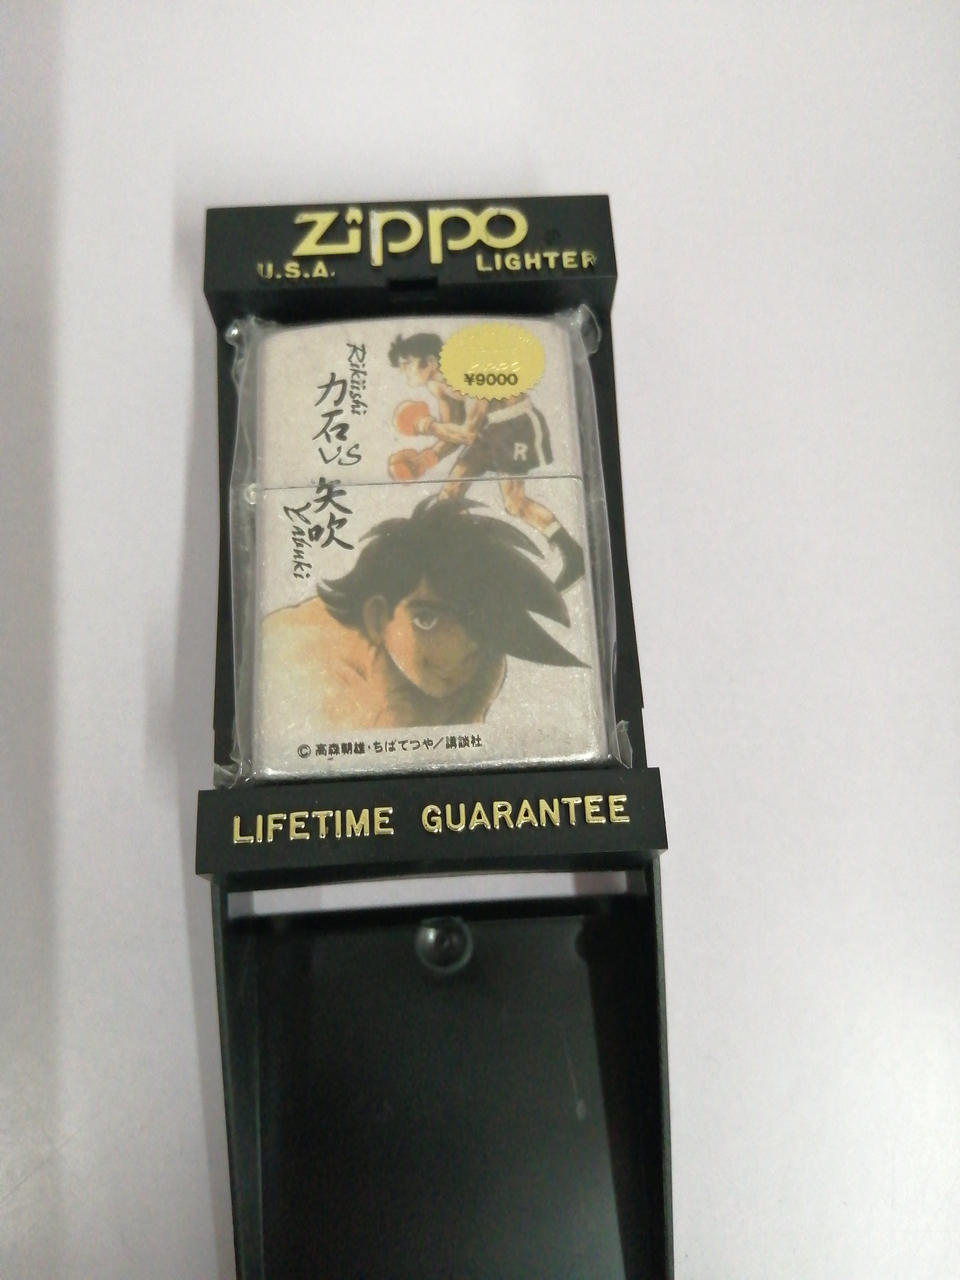 Zippo
U.S.A.
LIGHTER
¥9000
Rikiishi
力石VS
矢吹
Yabuki
R
© 高森朝雄・ちばてつや／講談社
LIFETIME GUARANTEE